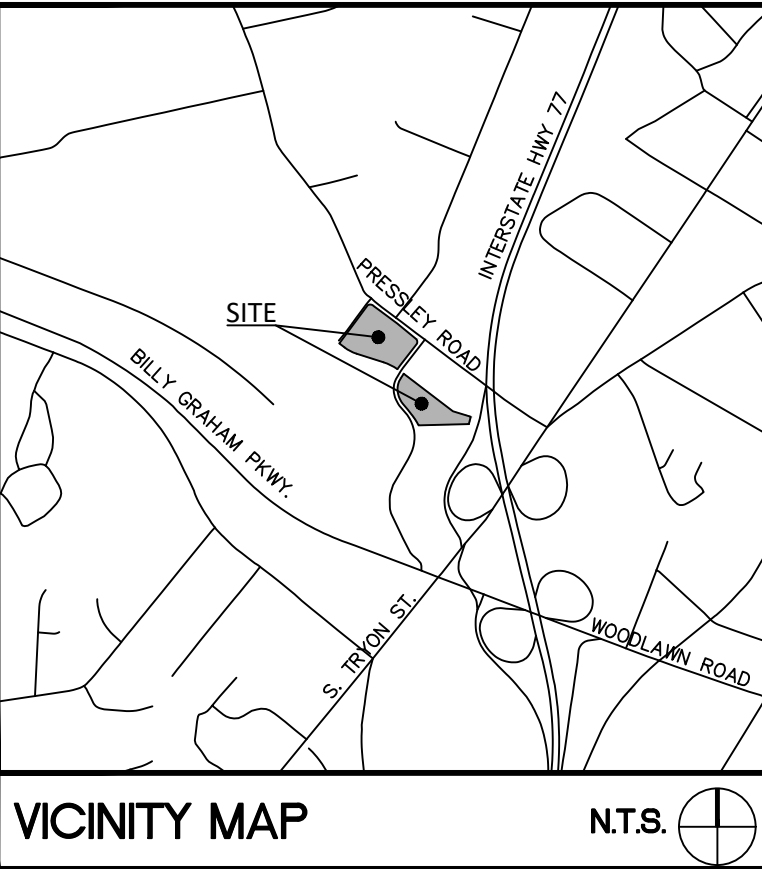 INTERSTATE HWY 77
PRESSLEY ROAD
SITE
BILLY GRAHAM PKWY.
S. TRYON ST.
WOODLAWN ROAD
VICINITY MAP
N.T.S.